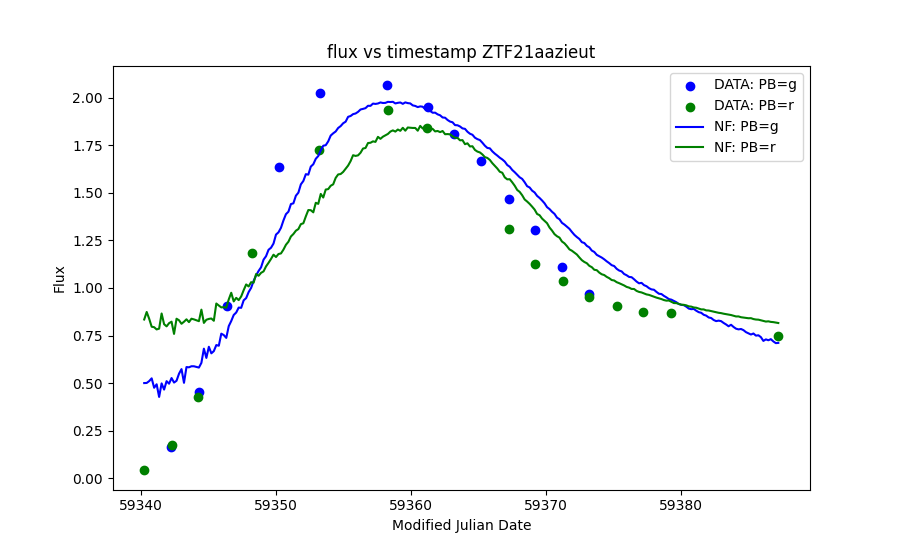 flux vs timestamp ZTF21aazieut
DATA: PB=g
DATA: PB=r
NF: PB=g
NF: PB=r
2.00
1.75
1.50
1.25
1.00
0.75
0.50
0.25
0.00
Flux
59340 59350 59360 59370 59380
Modified Julian Date